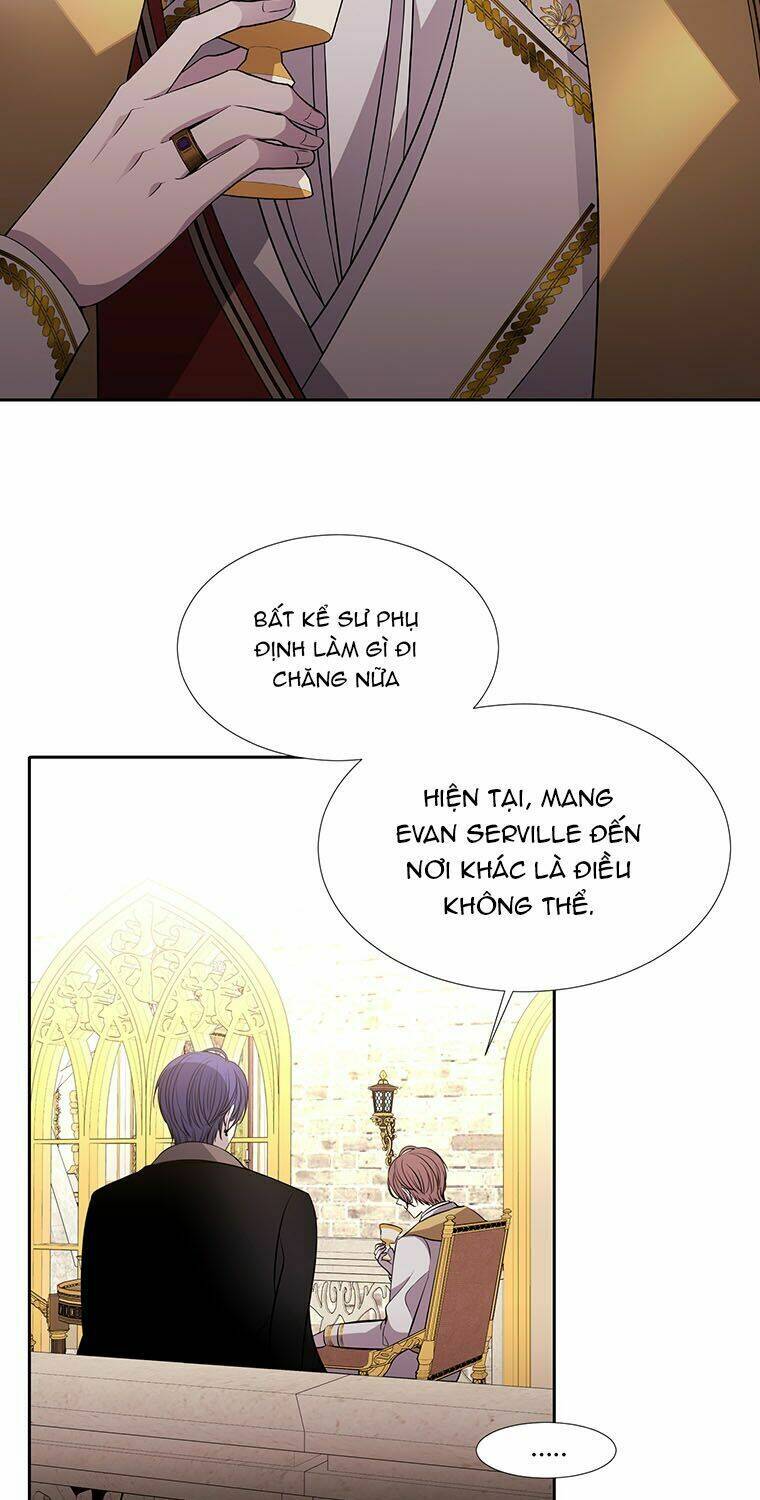 BẤT KỂ SƯ PHỤ
ĐỊNH LÀM GÌ ĐI
CHĂNG NỮA
HIỆN TẠI, MANG
EVAN SERVILLE ĐẾN
NƠI KHÁC LÀ ĐIỀU
KHÔNG THỂ.
.....